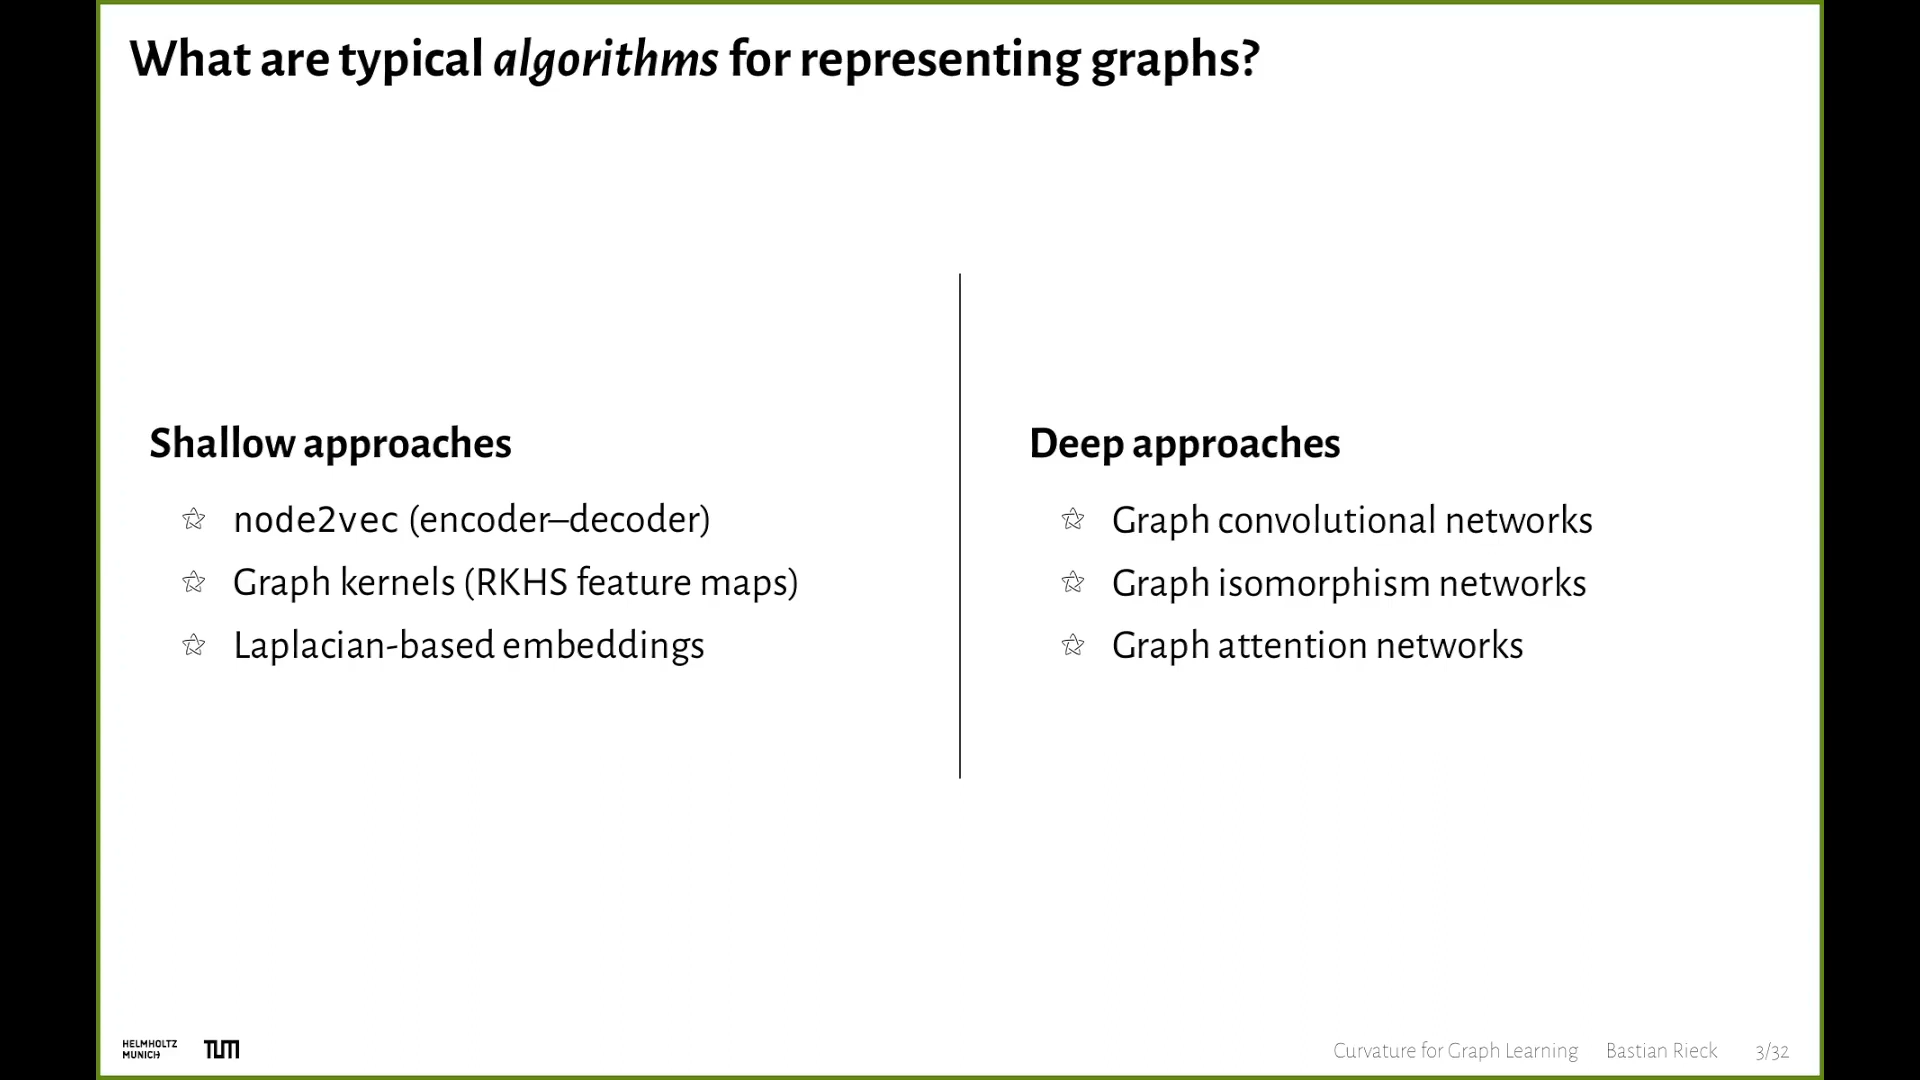 What are typical algorithms for representing graphs?
Shallow approaches
node2vec (encoder–decoder)
Graph kernels (RKHS feature maps)
Laplacian-based embeddings
Deep approaches
Graph convolutional networks
Graph isomorphism networks
Graph attention networks
HELMHOLTZ
MUNICH
TUM
Curvature for Graph Learning Bastian Rieck 3/32